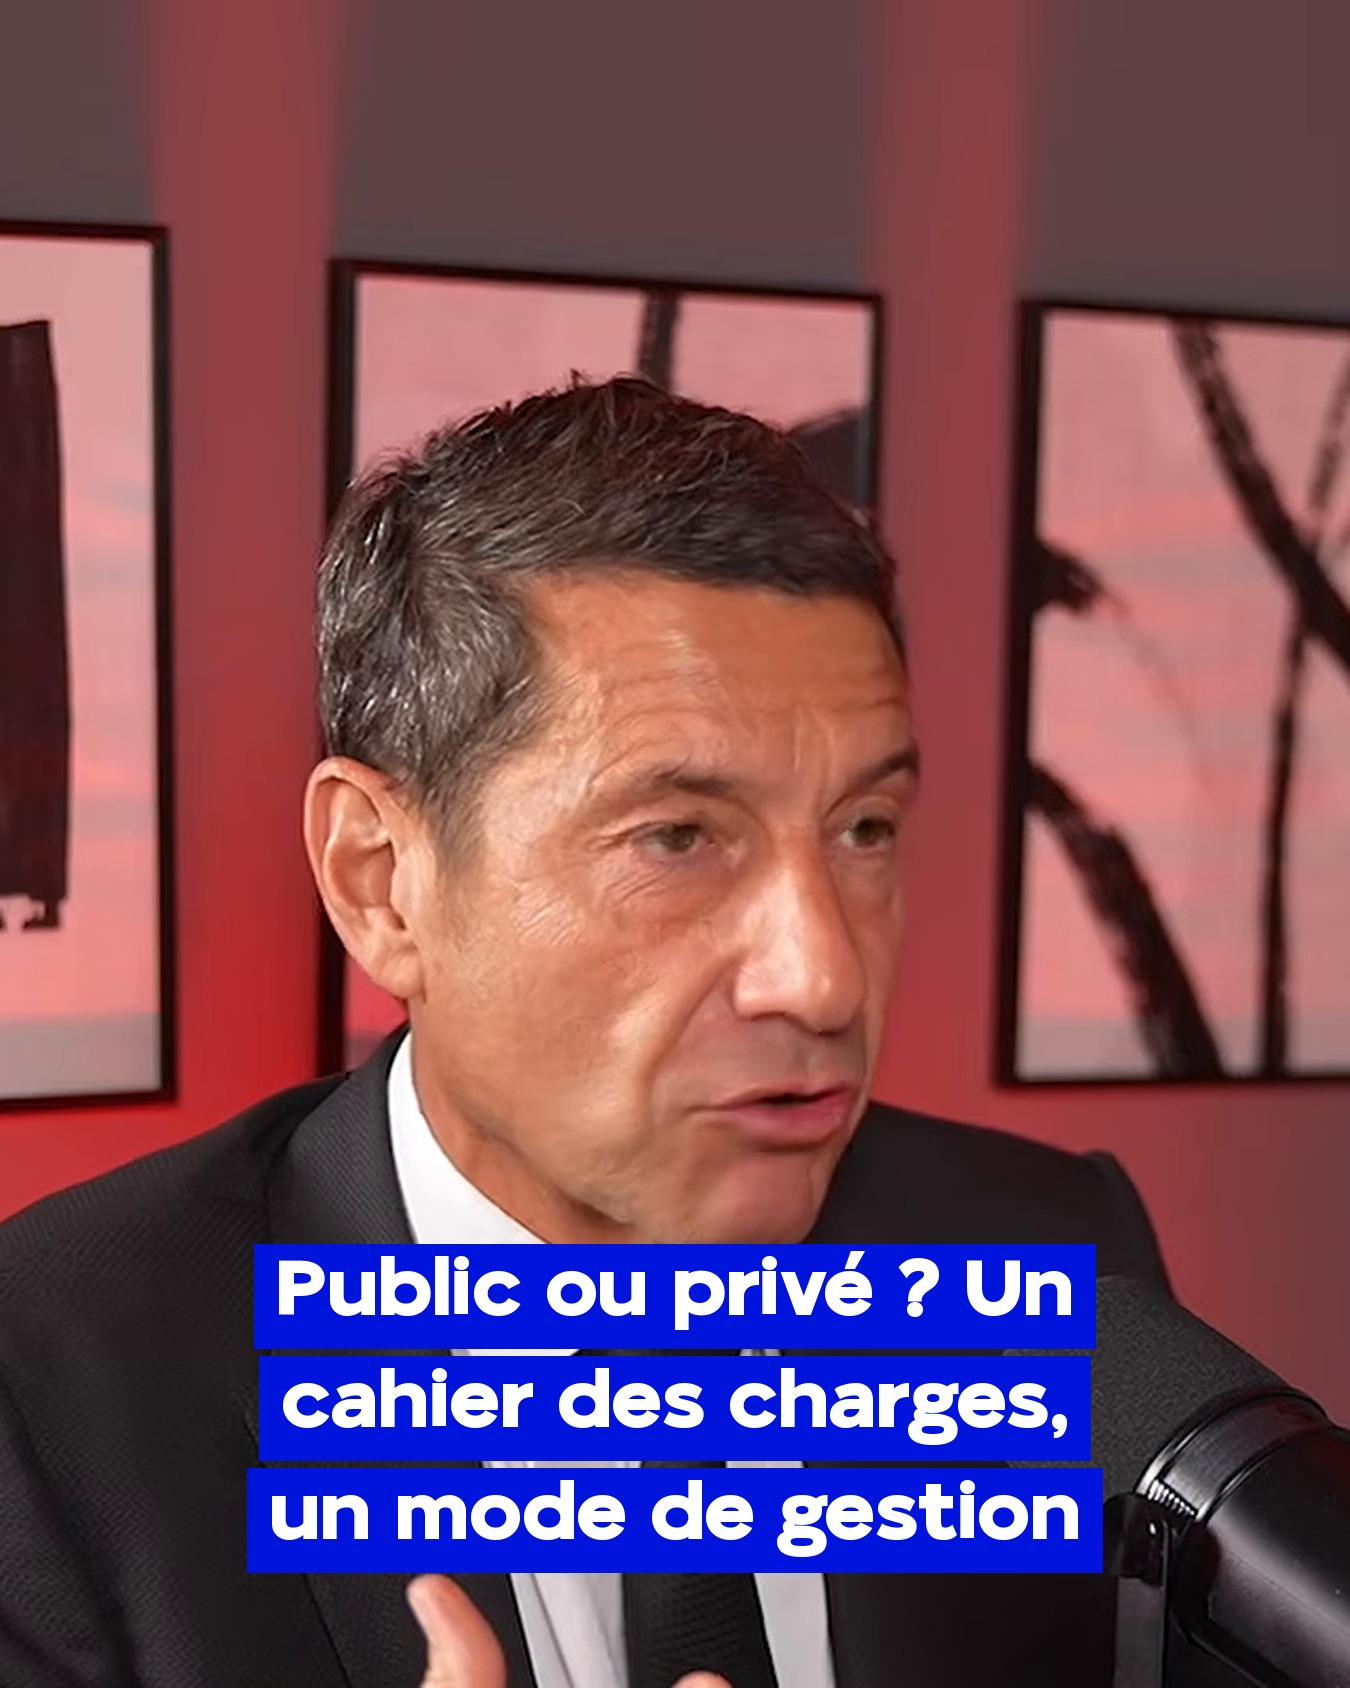 Public ou privé ? Un
cahier des charges,
un mode de gestion